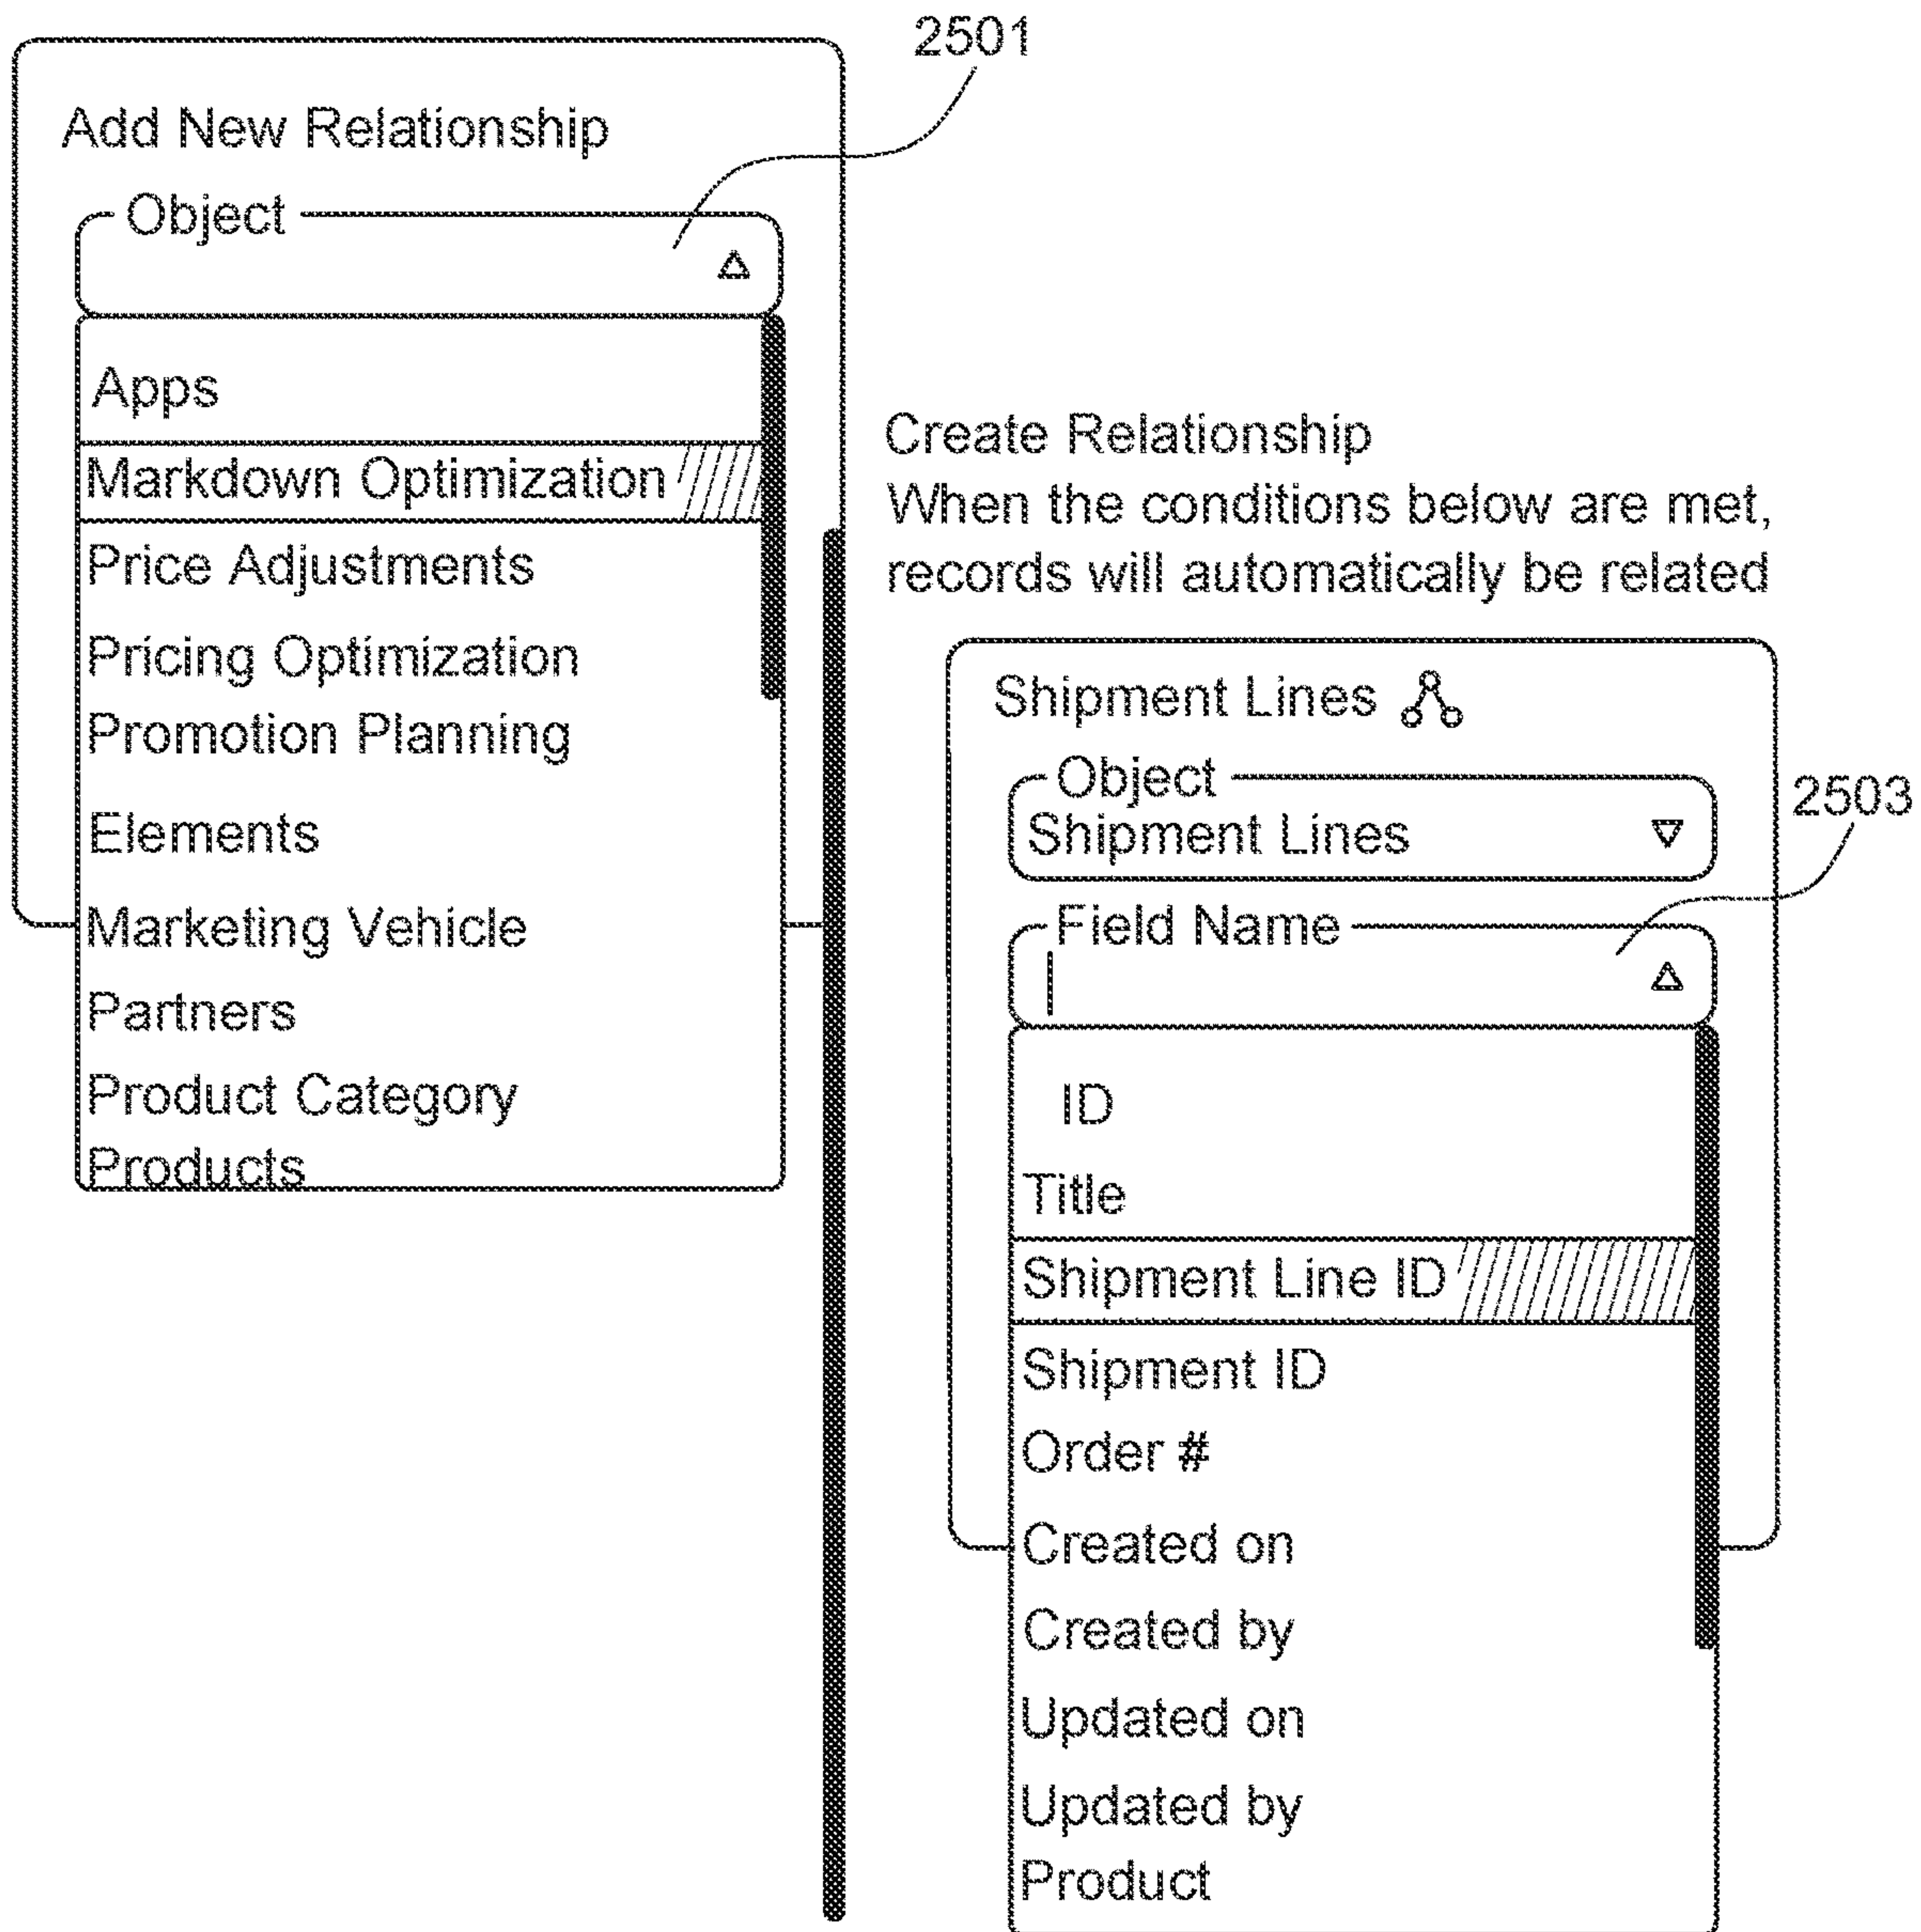 2501
Add New Relationship
Object
Apps
Markdown Optimization
Price Adjustments
Pricing Optimization
Promotion Planning
Elements
Marketing Vehicle
Partners
Product Category
Products
Create Relationship
When the conditions below are met,
records will automatically be related
Shipment Lines
Object
Shipment Lines
2503
Field Name
ID
Title
Shipment Line ID
Shipment ID
Order #
Created on
Created by
Updated on
Updated by
Product